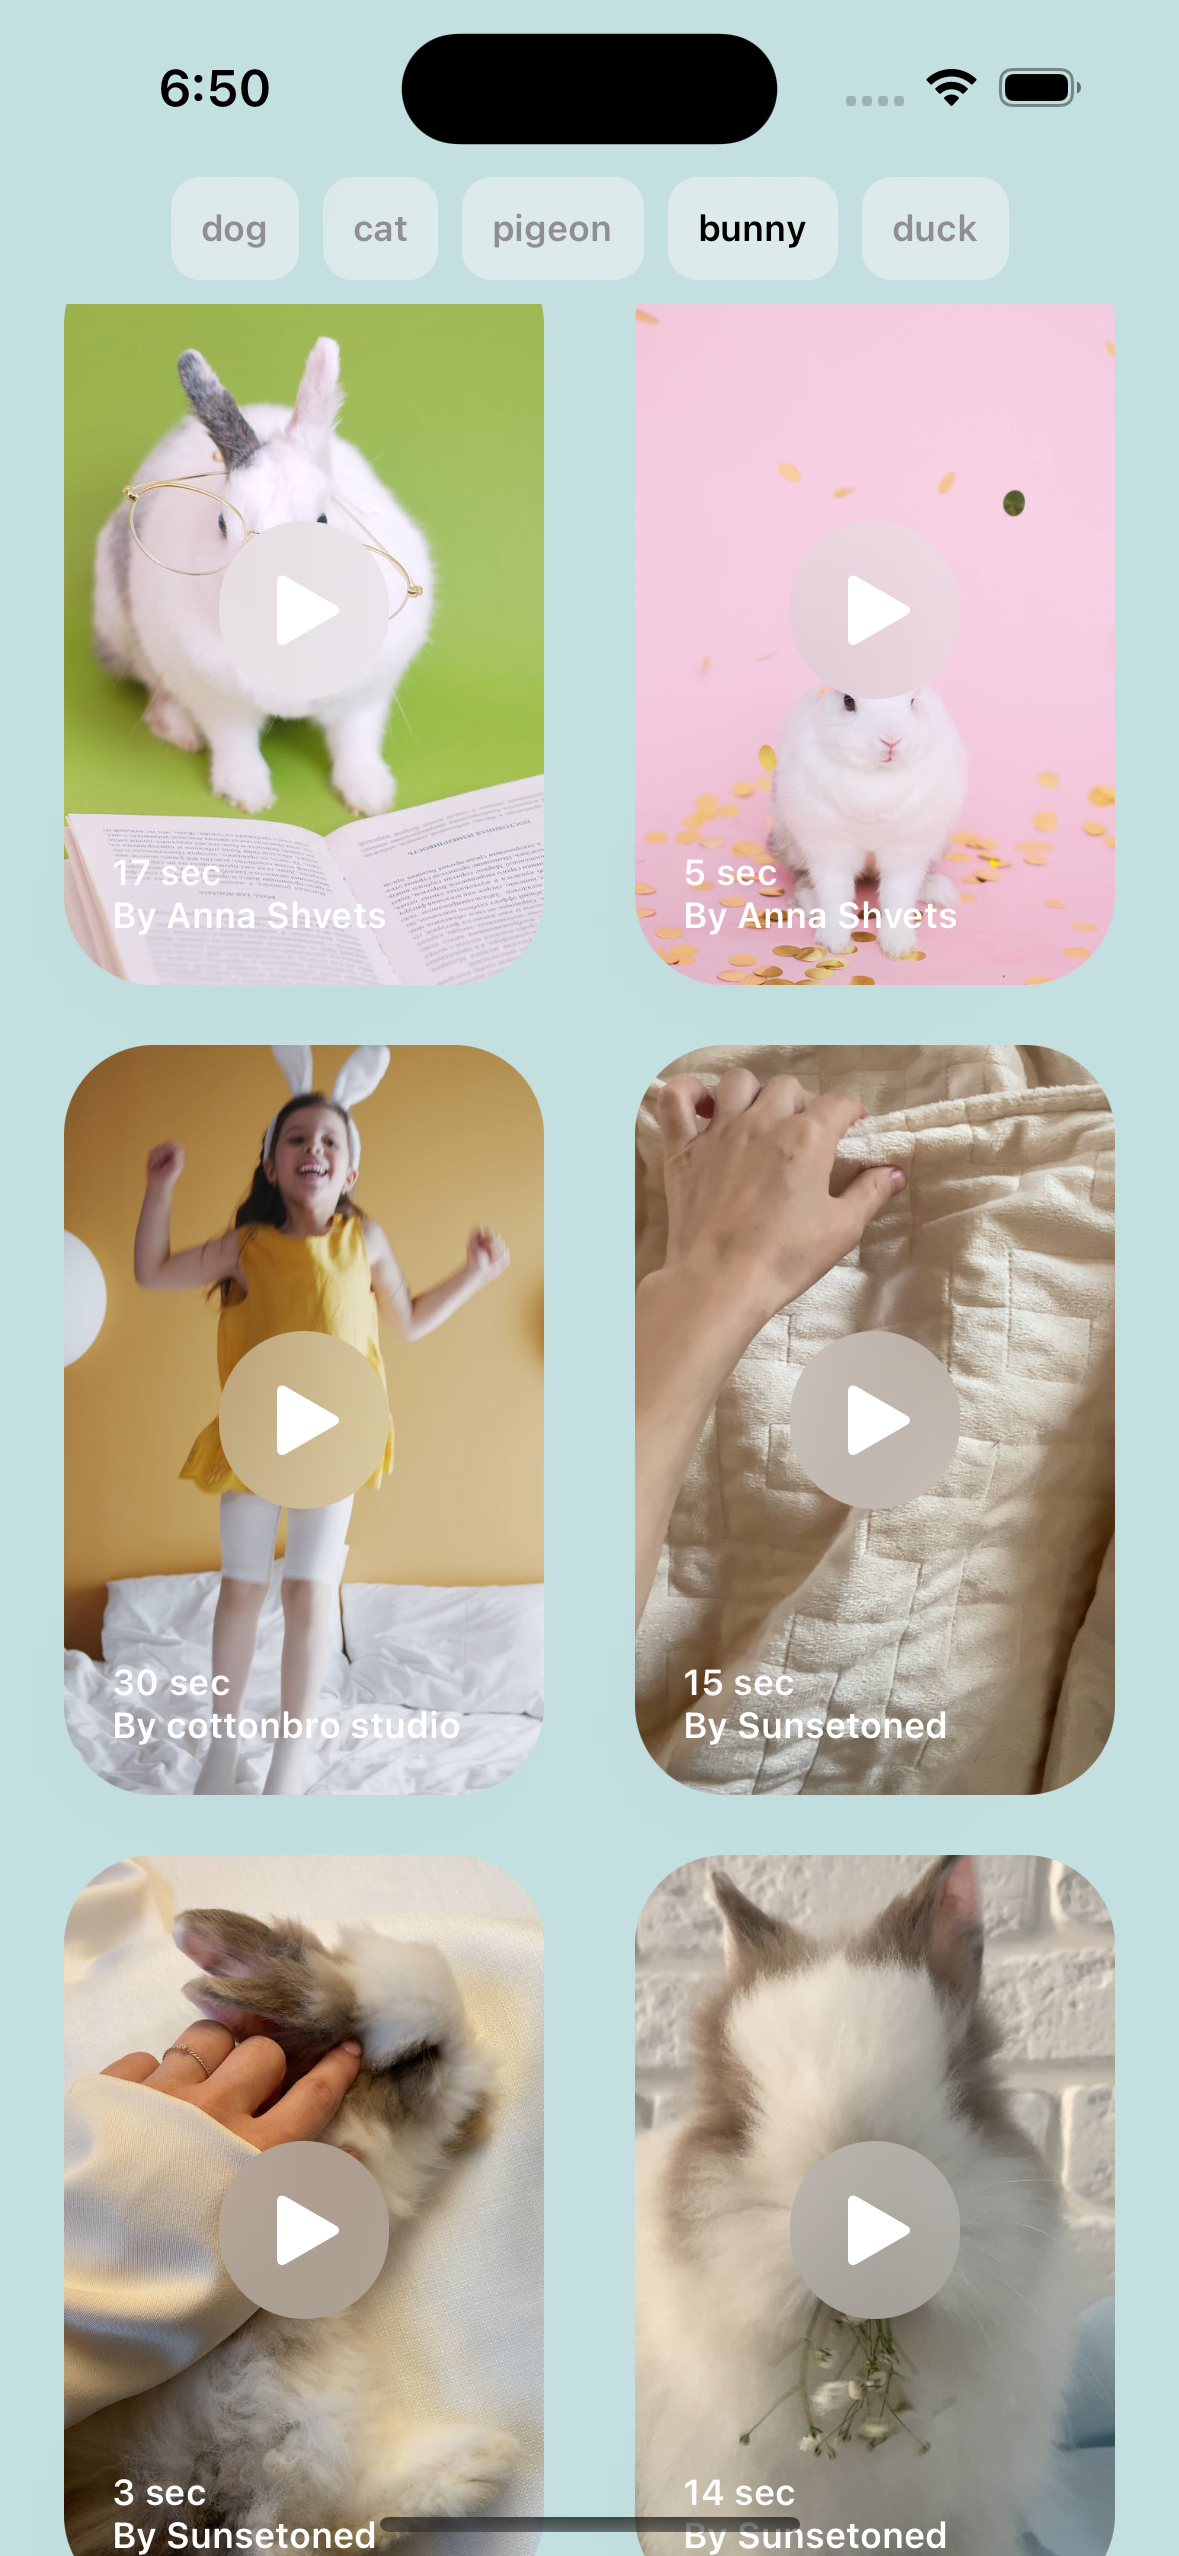 6:50
dog cat pigeon bunny duck
17 sec
By Anna Shvets
5 sec
By Anna Shvets
30 sec
By cottonbro studio
15 sec
By Sunsetoned
3 sec
By Sunsetoned
14 sec
By Sunsetoned